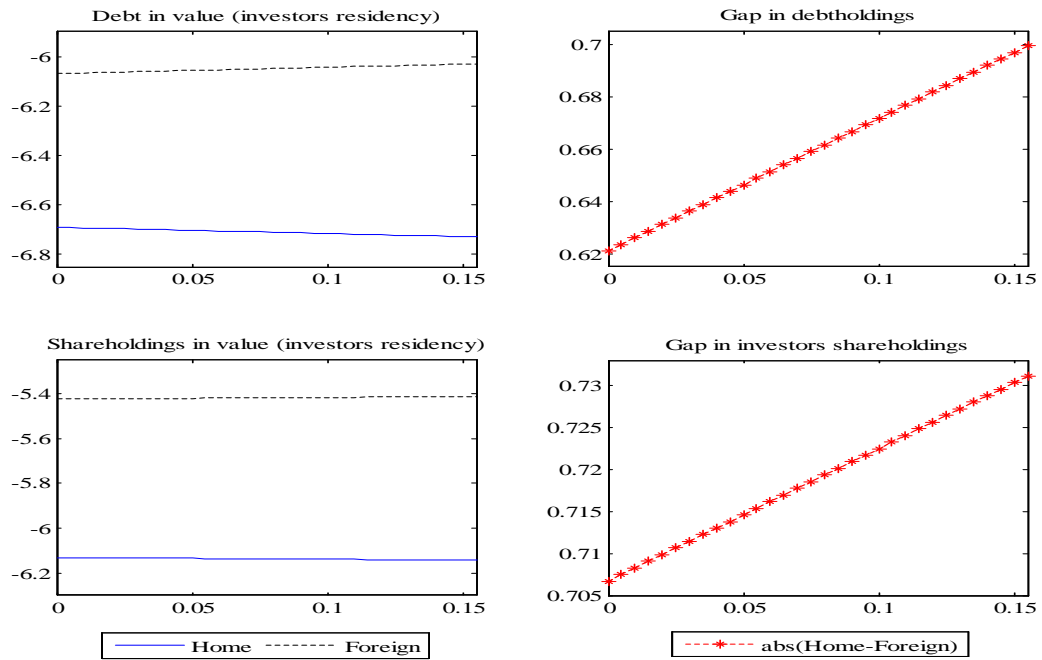 Debt in value (investors residency)
-6
-6.2
-6.4
-6.6
-6.8
0 0.05 0.1 0.15
Gap in debtholdings
0.7
0.68
0.66
0.64
0.62
0 0.05 0.1 0.15
Shareholdings in value (investors residency)
-5.4
-5.6
-5.8
-6
-6.2
0 0.05 0.1 0.15
Gap in investors shareholdings
0.73
0.725
0.72
0.715
0.71
0.705
0 0.05 0.1 0.15
Home Foreign
abs(Home-Foreign)